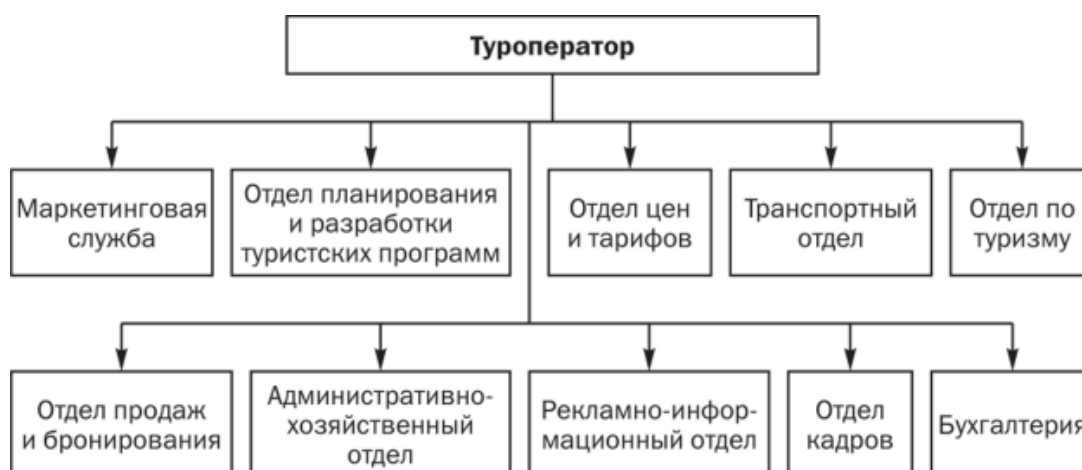 Туроператор
Маркетинговая
служба
Отдел планирования
и разработки
туристских программ
Отдел цен
и тарифов
Транспортный
отдел
Отдел по
туризму
Отдел продаж
и бронирования
Административно-
хозяйственный
отдел
Рекламно-инфор-
мационный отдел
Отдел
кадров
Бухгалтерия